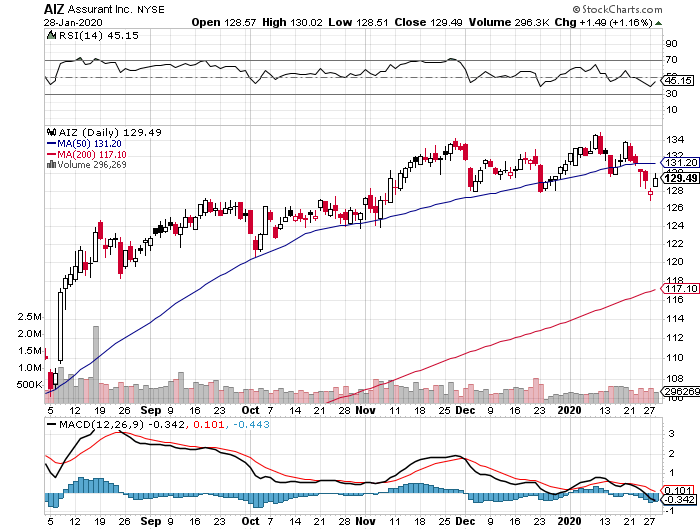 AIZ Assurant Inc. NYSE © StockCharts.com
28-Jan-2020 Open 128.57 High 130.02 Low 128.51 Close 129.49 Volume 296.3K Chg +1.49 (+1.16%)
RSI(14) 45.15
90
70
50
45.15
30
10
AIZ (Daily) 129.49
MA(50) 131.20
MA(200) 117.10
Volume 296,269
134
132
131.20
130
129.49
128
126
124
122
120
118
117.10
116
114
112
110
108
106
2.5M
2.0M
1.5M
1.0M
500K
296269
5 12 19 26 Sep 9 16 23 Oct 7 14 21 28 Nov 11 18 25 Dec 9 16 23 2020 13 21 27
MACD(12,26,9) -0.342, 0.101, -0.443
3
2
1
0.101
-0.342
-1
5 12 19 26 Sep 9 16 23 Oct 7 14 21 28 Nov 11 18 25 Dec 9 16 23 2020 13 21 27